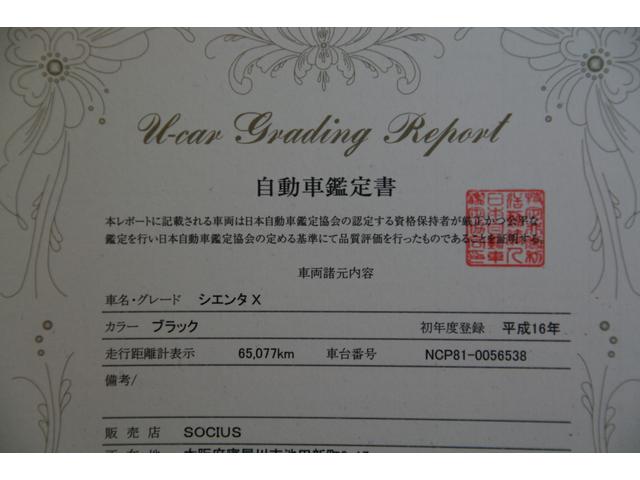 U-car Grading Report
自動車鑑定書
本レポートに記載される車両は日本自動車鑑定協会の認定する資格保持者が厳正かつ公平な
鑑定を行い日本自動車鑑定協会の定める基準にて品質評価を行ったものであることを証明する。
車両諸元内容
車名・グレード シエンタ X
カラー ブラック 初年度登録 平成16年
走行距離計表示 65,077km 車台番号 NCP81-0056538
備考/
販売店 SOCIUS